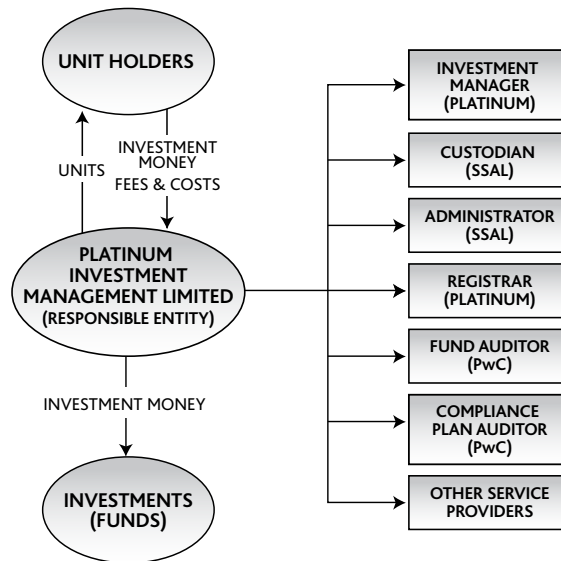 UNIT HOLDERS
UNITS
INVESTMENT
MONEY
FEES & COSTS
PLATINUM
INVESTMENT
MANAGEMENT LIMITED
(RESPONSIBLE ENTITY)
INVESTMENT MONEY
INVESTMENTS
(FUNDS)
INVESTMENT
MANAGER
(PLATINUM)
CUSTODIAN
(SSAL)
ADMINISTRATOR
(SSAL)
REGISTRAR
(PLATINUM)
FUND AUDITOR
(PwC)
COMPLIANCE
PLAN AUDITOR
(PwC)
OTHER SERVICE
PROVIDERS